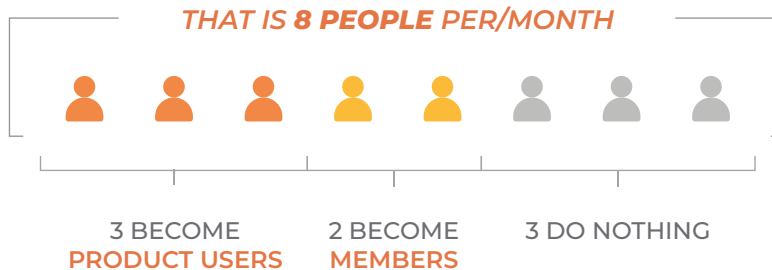 THAT IS 8 PEOPLE PER/MONTH
3 BECOME
PRODUCT USERS
2 BECOME
MEMBERS
3 DO NOTHING